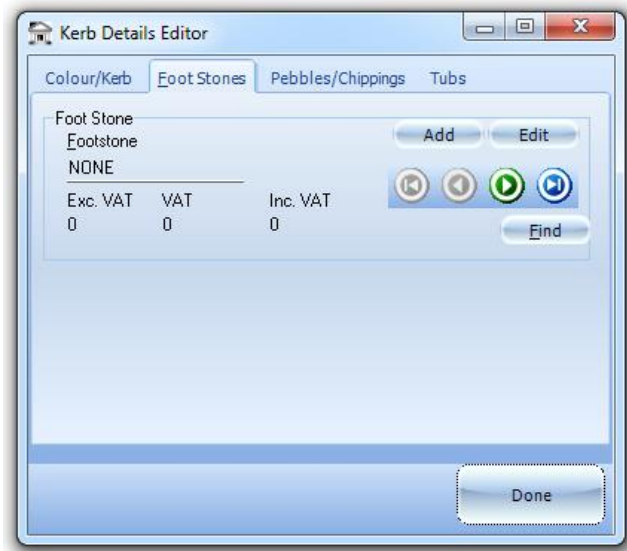 Kerb Details Editor
Colour/Kerb Foot Stones Pebbles/Chippings Tubs
Foot Stone
Footstone
NONE
Add Edit
Exc. VAT VAT Inc. VAT
0 0 0
Find
Done